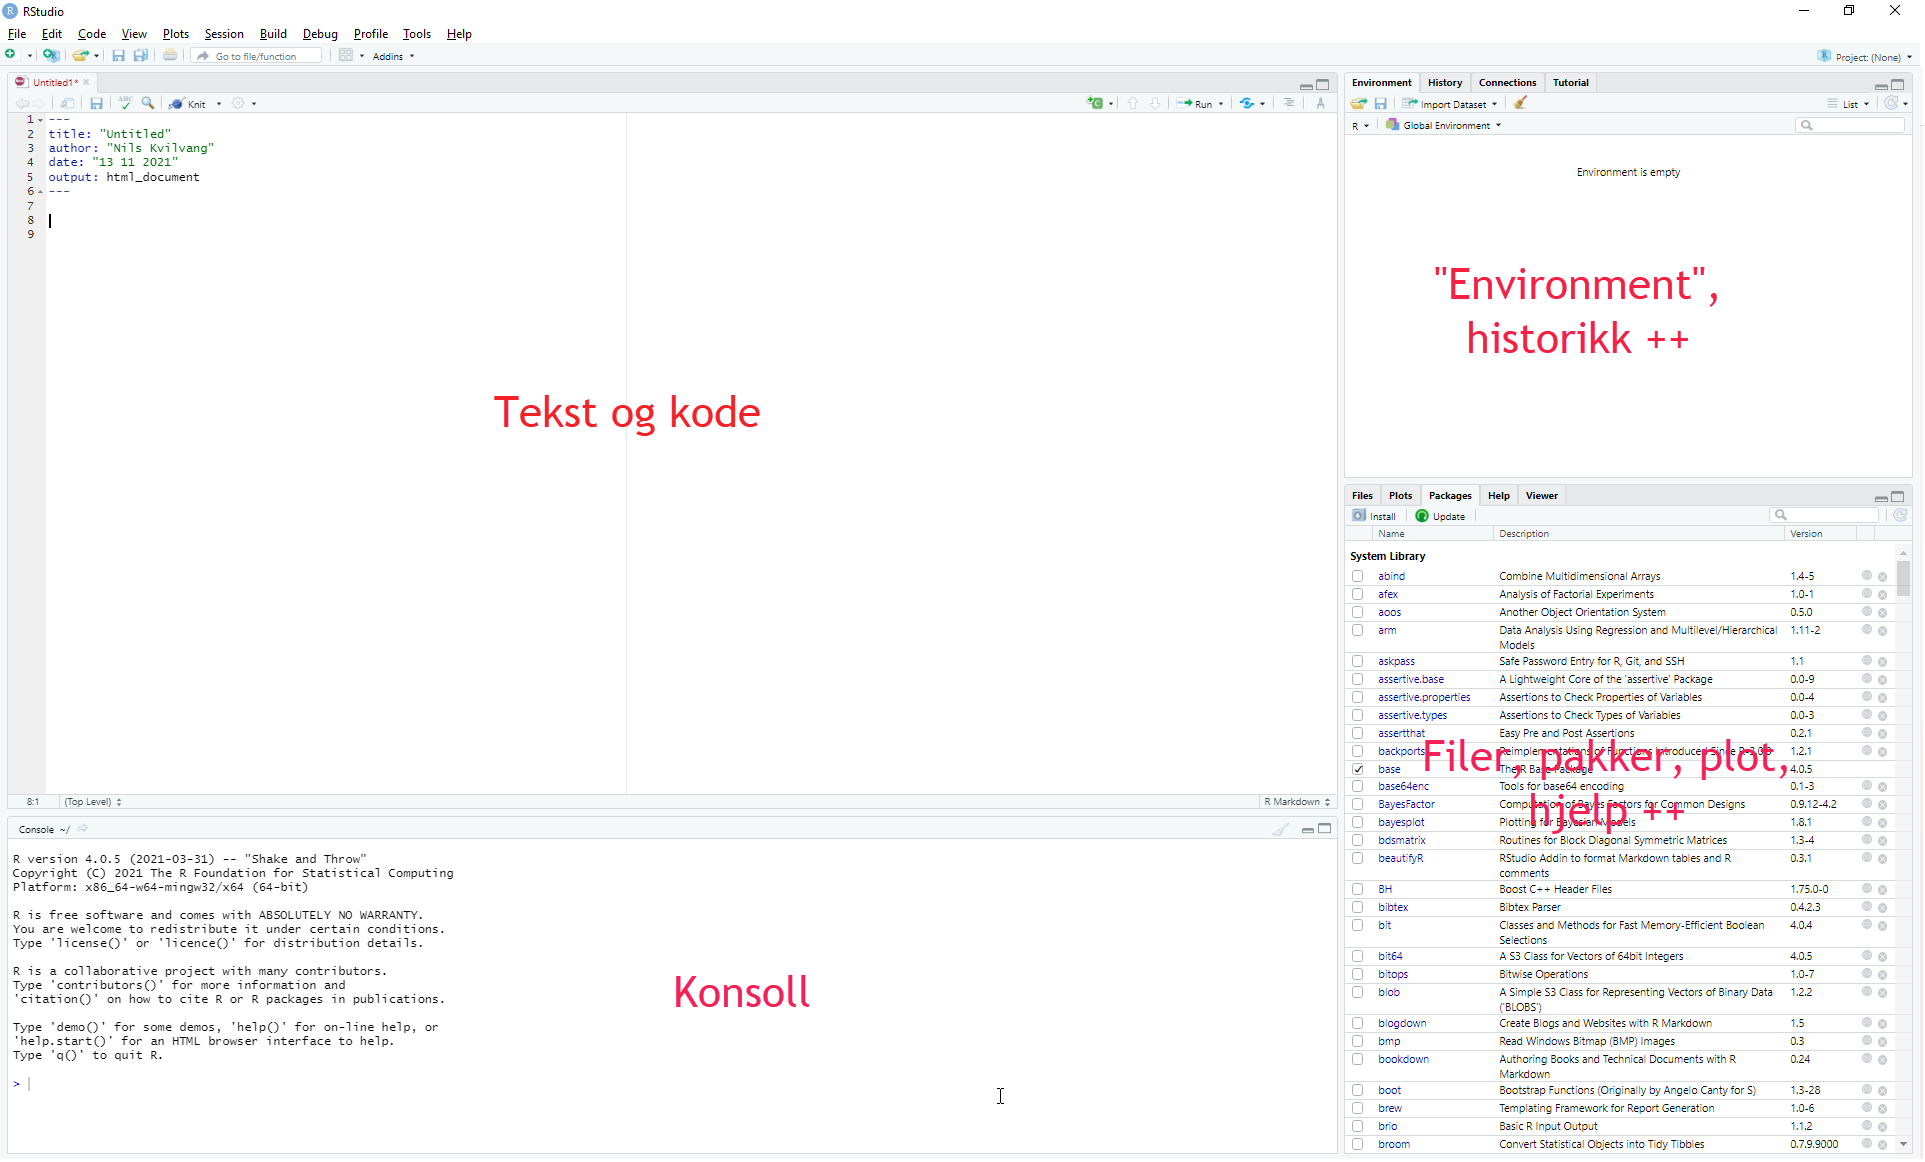 RStudio
File Edit Code View Plots Session Build Debug Profile Tools Help
Go to file/function Addins Project: (None)
Untitled1*
Knit Run
1 ---
2 title: "Untitled"
3 author: "Nils Kvilvang"
4 date: "13 11 2021"
5 output: html_document
6 ---
7
8
9
Tekst og kode
8:1 (Top Level) R Markdown
Console ~/
R version 4.0.5 (2021-03-31) -- "Shake and Throw"
Copyright (C) 2021 The R Foundation for Statistical Computing
Platform: x86_64-w64-mingw32/x64 (64-bit)
R is free software and comes with ABSOLUTELY NO WARRANTY.
You are welcome to redistribute it under certain conditions.
Type 'license()' or 'licence()' for distribution details.
R is a collaborative project with many contributors.
Type 'contributors()' for more information and
'citation()' on how to cite R or R packages in publications.
Type 'demo()' for some demos, 'help()' for on-line help, or
'help.start()' for an HTML browser interface to help.
Type 'q()' to quit R.
>
Konsoll
Environment History Connections Tutorial
Import Dataset List
R Global Environment
Environment is empty
"Environment",
historikk ++
Files Plots Packages Help Viewer
Install Update
Name Description Version
System Library
abind Combine Multidimensional Arrays 1.4-5
afex Analysis of Factorial Experiments 1.0-1
aoos Another Object Orientation System 0.5.0
arm Data Analysis Using Regression and Multilevel/Hierarchical 1.11-2
Models
askpass Safe Password Entry for R, Git, and SSH 1.1
assertive.base A Lightweight Core of the 'assertive' Package 0.0-9
assertive.properties Assertions to Check Properties of Variables 0.0-4
assertive.types Assertions to Check Types of Variables 0.0-3
assertthat Easy Pre and Post Assertions 0.2.1
backports Reimplementations of Functions Introduced Since R-3.0.0 1.2.1
base The R Base Package 4.0.5
base64enc Tools for base64 encoding 0.1-3
BayesFactor Computation of Bayes Factors for Common Designs 0.9.12-4.2
bayesplot Plotting for Bayesian Models 1.8.1
bdsmatrix Routines for Block Diagonal Symmetric Matrices 1.3-4
beautifyR RStudio Addin to format Markdown tables and R 0.3.1
comments
BH Boost C++ Header Files 1.75.0-0
bibtex Bibtex Parser 0.4.2.3
bit Classes and Methods for Fast Memory-Efficient Boolean 4.0.4
Selections
bit64 A S3 Class for Vectors of 64bit Integers 4.0.5
bitops Bitwise Operations 1.0-7
blob A Simple S3 Class for Representing Vectors of Binary Data 1.2.2
('BLOBS')
blogdown Create Blogs and Websites with R Markdown 1.5
bmp Read Windows Bitmap (BMP) Images 0.3
bookdown Authoring Books and Technical Documents with R 0.24
Markdown
boot Bootstrap Functions (Originally by Angelo Canty for S) 1.3-28
brew Templating Framework for Report Generation 1.0-6
brio Basic R Input Output 1.1.2
broom Convert Statistical Objects into Tidy Tibbles 0.7.9.9000
Filer, pakker, plot,
hjelp ++